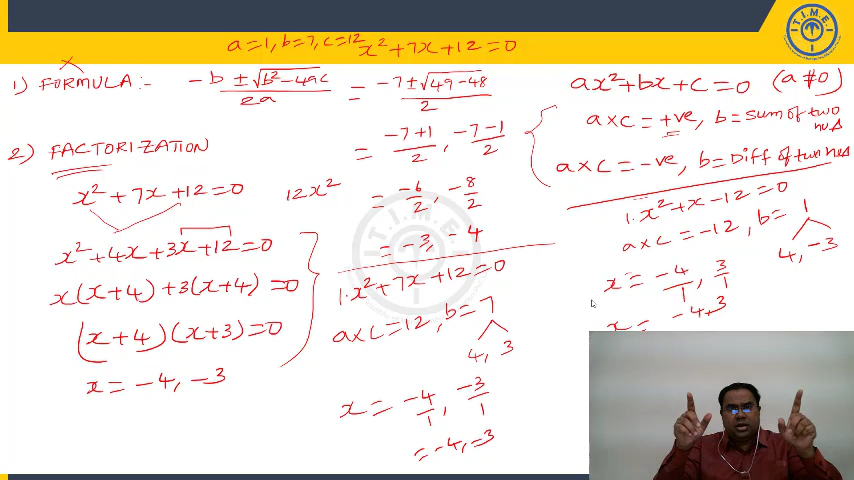 T.I.M.E.
a=1, b=7, c=12 x²+7x+12=0
1) FORMULA :- -b ± √b²-4ac / 2a = -7 ± √49-48 / 2
= -7+1 / 2 , -7-1 / 2
= -6/2 , -8/2
= -3, -4
2) FACTORIZATION
x²+7x+12=0 12x²
x²+4x+3x+12=0
x(x+4)+3(x+4)=0
(x+4)(x+3)=0
x = -4, -3
1.x²+7x+12=0
a×c=12, b=7
4, 3
x = -4/1 , -3/1
= -4, -3
ax²+bx+c=0 (a≠0)
a×c=+ve, b=Sum of two nos
a×c=-ve, b=Diff of two nos
1.x²+x-12=0
a×c=-12, b=1
4, -3
x = -4/1 , 3/1
x = -4, 3
T.I.M.E.